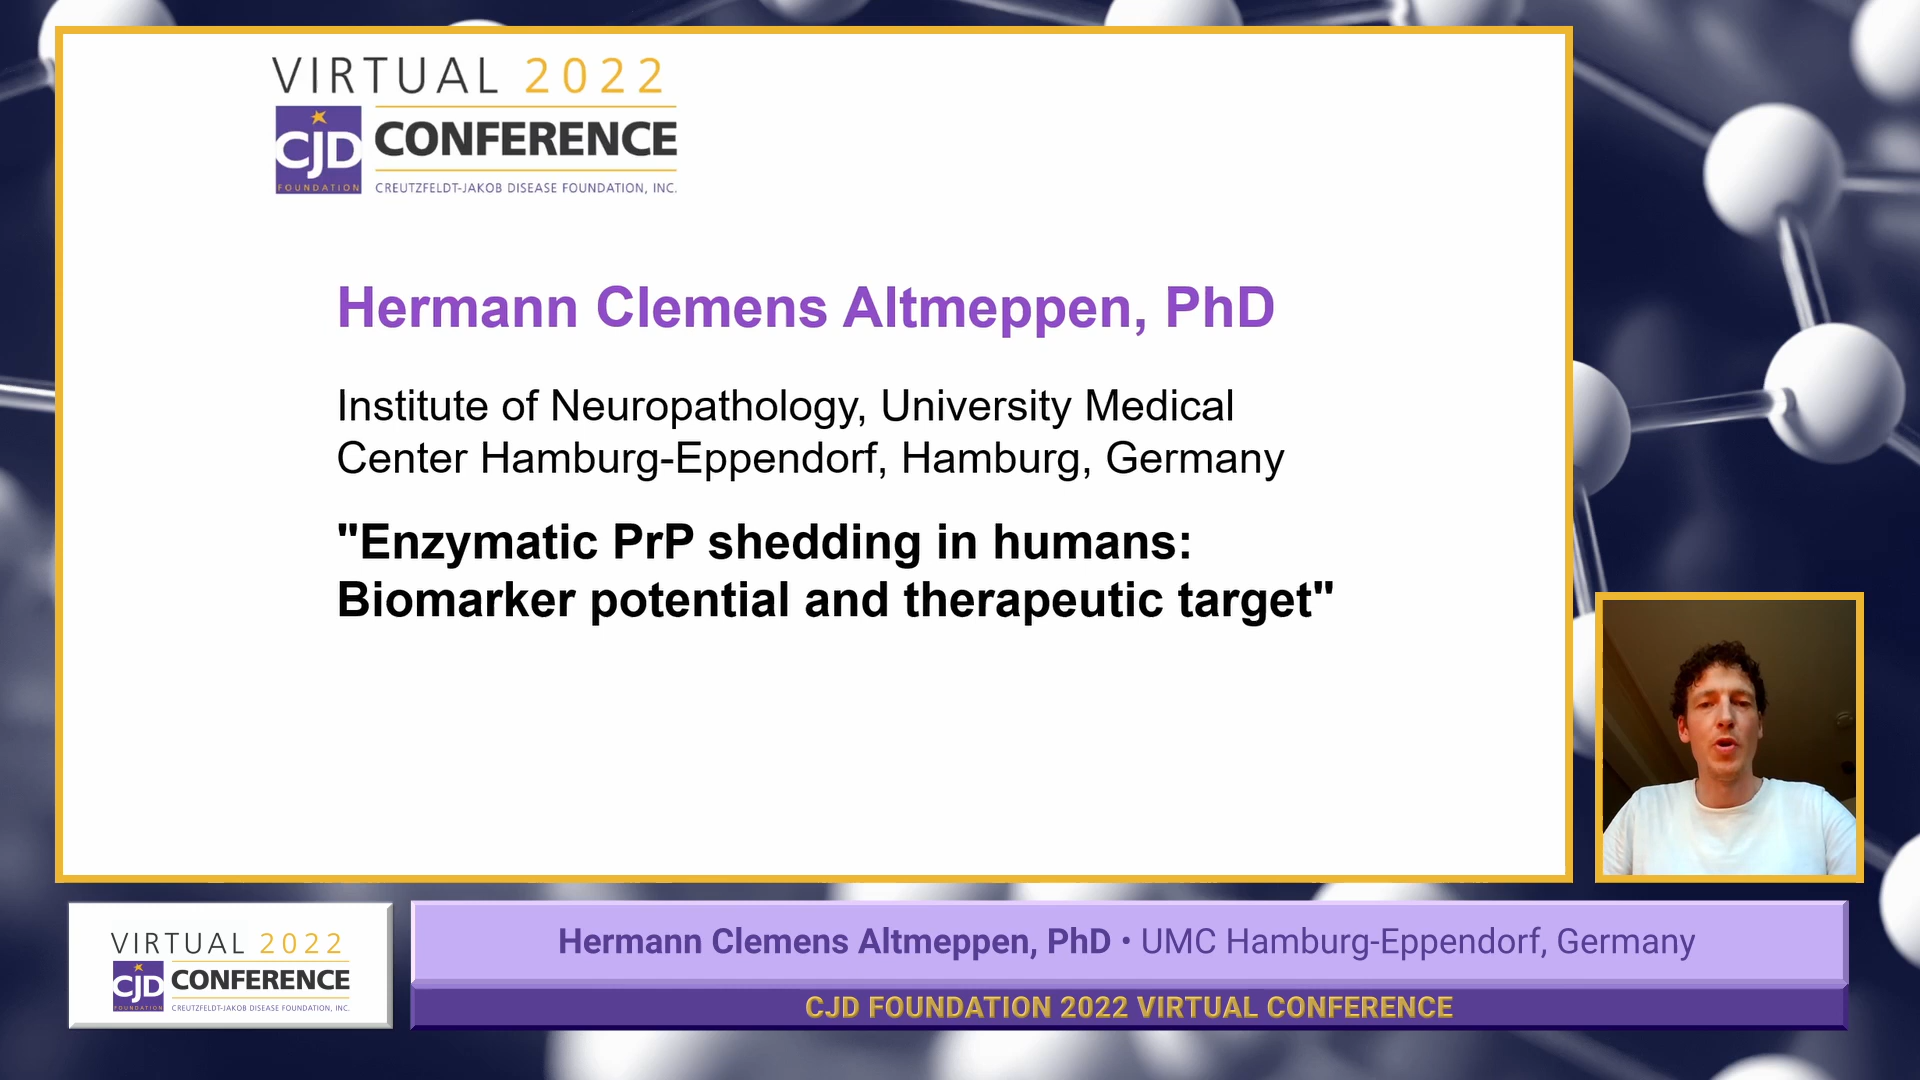 VIRTUAL 2022
CJD
FOUNDATION
CONFERENCE
CREUTZFELDT-JAKOB DISEASE FOUNDATION, INC.
Hermann Clemens Altmeppen, PhD
Institute of Neuropathology, University Medical
Center Hamburg-Eppendorf, Hamburg, Germany
"Enzymatic PrP shedding in humans:
Biomarker potential and therapeutic target"
VIRTUAL 2022
CJD
FOUNDATION
CONFERENCE
CREUTZFELDT-JAKOB DISEASE FOUNDATION, INC.
Hermann Clemens Altmeppen, PhD • UMC Hamburg-Eppendorf, Germany
CJD FOUNDATION 2022 VIRTUAL CONFERENCE